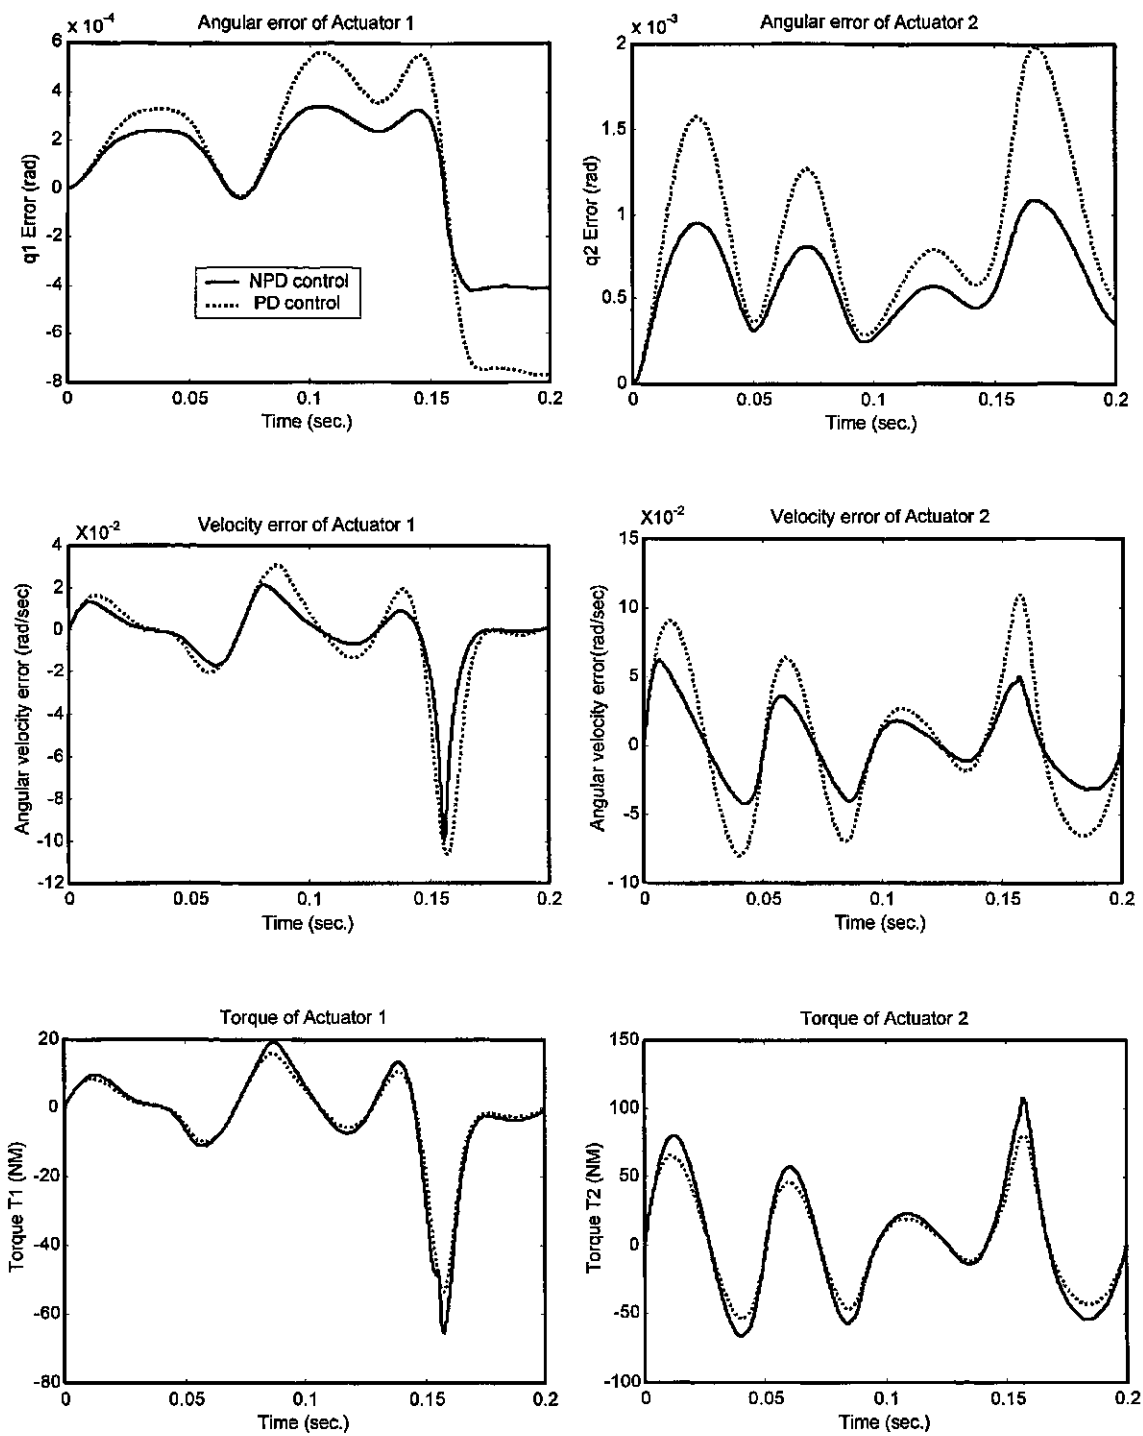 Angular error of Actuator 1
x 10-4
6
4
2
0
-2
-4
-6
-8
q1 Error (rad)
NPD control
PD control
0 0.05 0.1 0.15 0.2
Time (sec.)
Angular error of Actuator 2
x 10-3
2
1.5
1
0.5
0
q2 Error (rad)
0 0.05 0.1 0.15 0.2
Time (sec.)
Velocity error of Actuator 1
X10-2
4
2
0
-2
-4
-6
-8
-10
-12
Angular velocity error (rad/sec)
0 0.05 0.1 0.15 0.2
Time (sec.)
Velocity error of Actuator 2
X10-2
15
10
5
0
-5
- 10
Angular velocity error(rad/sec)
0 0.05 0.1 0.15 0.2
Time (sec.)
Torque of Actuator 1
20
0
-20
-40
-60
-80
Torque T1 (NM)
0 0.05 0.1 0.15 0.2
Time (sec.)
Torque of Actuator 2
150
100
50
0
-50
-100
Torque T2 (NM)
0 0.05 0.1 0.15 0.2
Time (sec.)